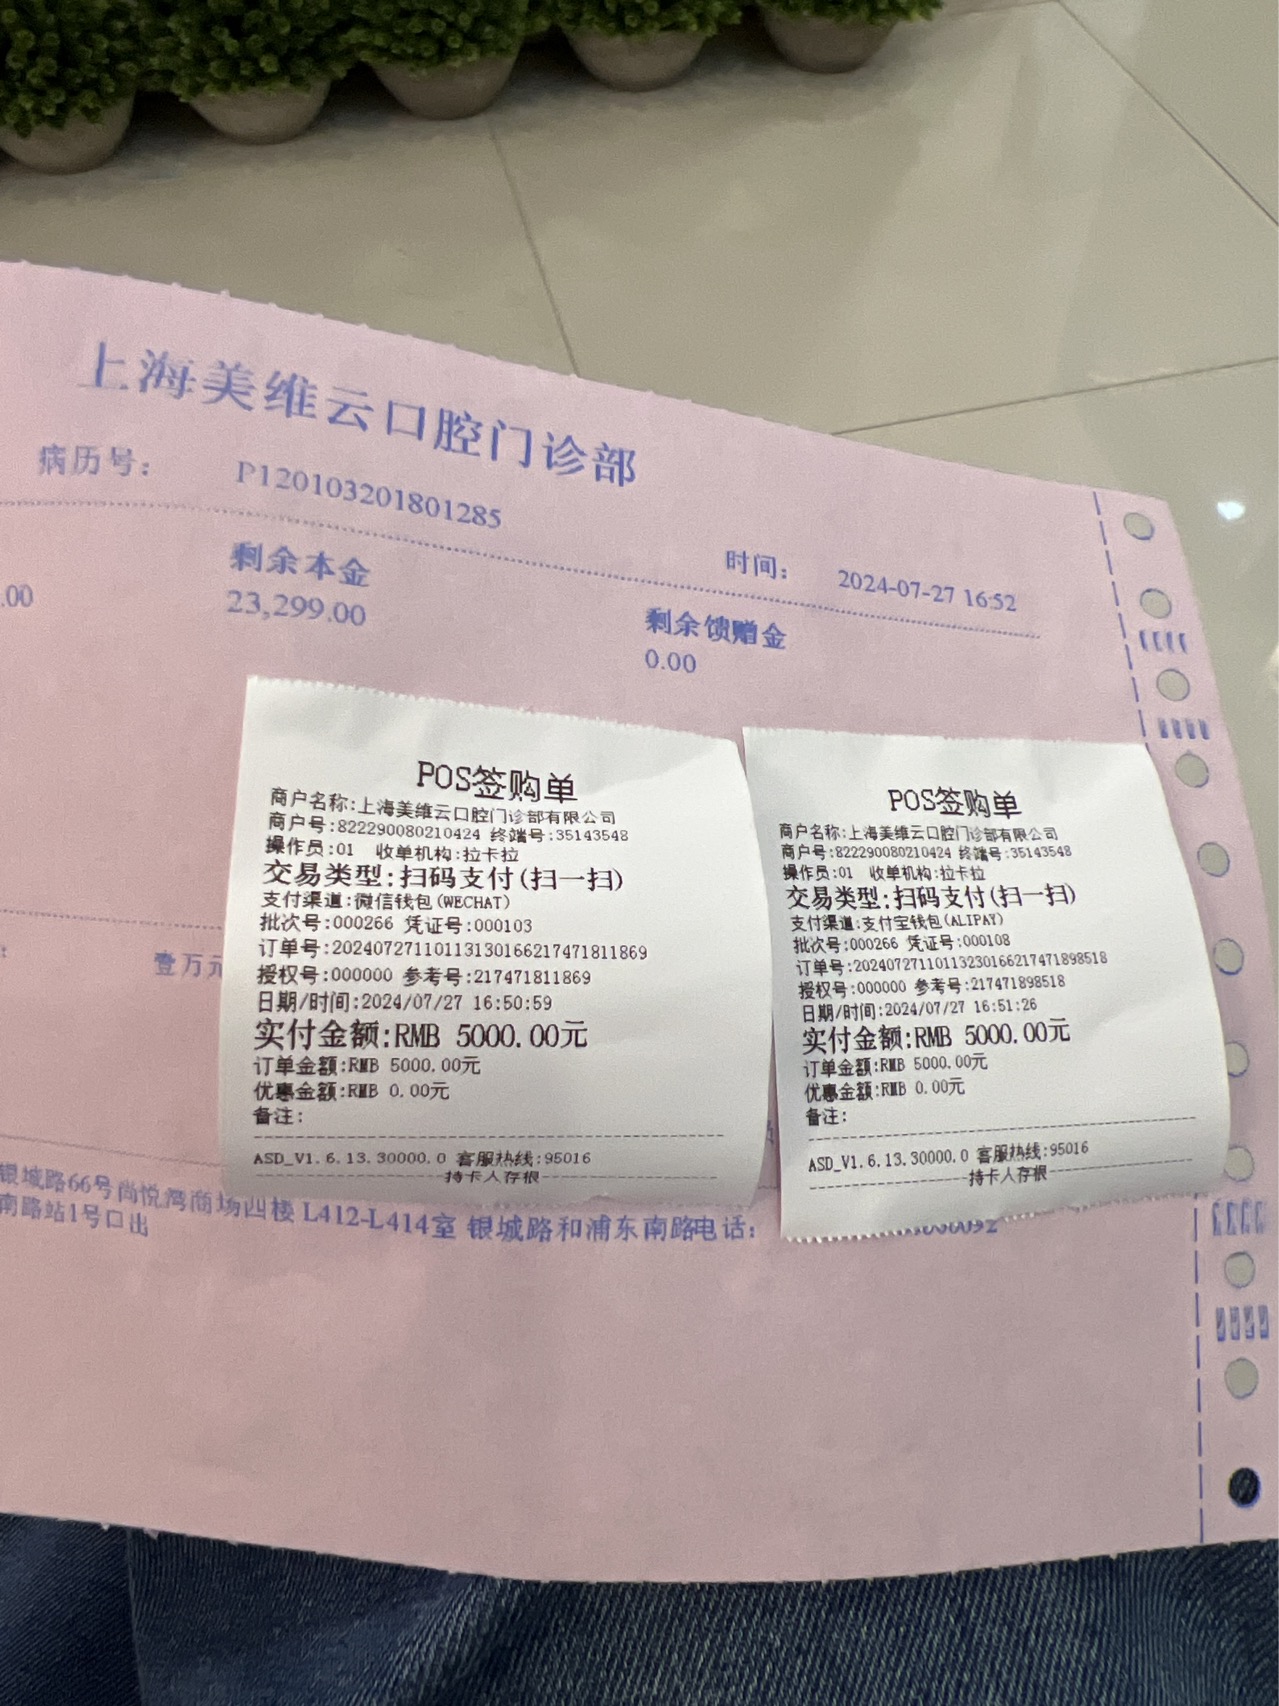 上海美维云口腔门诊部
病历号: P120103201801285
时间: 2024-07-27 16:52
剩余本金
剩余馈赠金
.00 23,299.00 0.00
壹万元
POS签购单
商户名称:上海美维云口腔门诊部有限公司
商户号:822290080210424 终端号:35143548
操作员:01 收单机构:拉卡拉
交易类型:扫码支付(扫一扫)
支付渠道:微信钱包(WECHAT)
批次号:000266 凭证号:000103
订单号:20240727110113130166217471811869
授权号:000000 参考号:217471811869
日期/时间:2024/07/27 16:50:59
实付金额:RMB 5000.00元
订单金额:RMB 5000.00元
优惠金额:RMB 0.00元
备注:
ASD_V1.6.13.30000.0 客服热线:95016
持卡人存根
POS签购单
商户名称:上海美维云口腔门诊部有限公司
商户号:822290080210424 终端号:35143548
操作员:01 收单机构:拉卡拉
交易类型:扫码支付(扫一扫)
支付渠道:支付宝钱包(ALIPAY)
批次号:000266 凭证号:000108
订单号:20240727110113230166217471898518
授权号:000000 参考号:217471898518
日期/时间:2024/07/27 16:51:26
实付金额:RMB 5000.00元
订单金额:RMB 5000.00元
优惠金额:RMB 0.00元
备注:
ASD_V1.6.13.30000.0 客服热线:95016
持卡人存根
银城路66号尚悦湾商场四楼 L412-L414室 银城路和浦东南路电话:
南路站1号口出